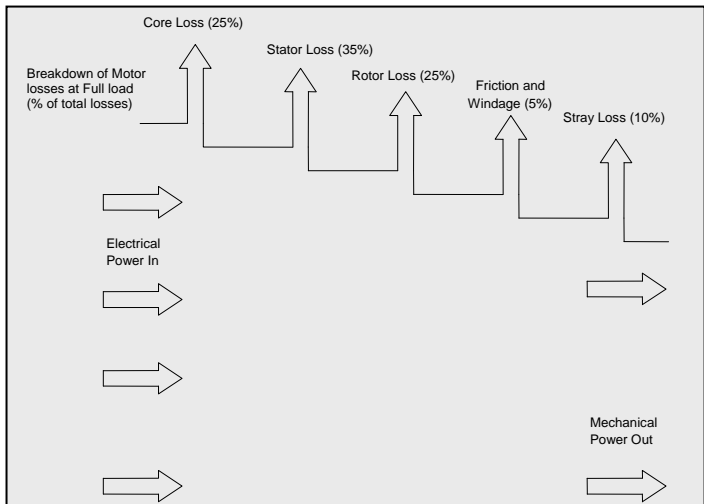 Core Loss (25%)
Stator Loss (35%)
Rotor Loss (25%)
Breakdown of Motor
losses at Full load
(% of total losses)
Friction and
Windage (5%)
Stray Loss (10%)
Electrical
Power In
Mechanical
Power Out